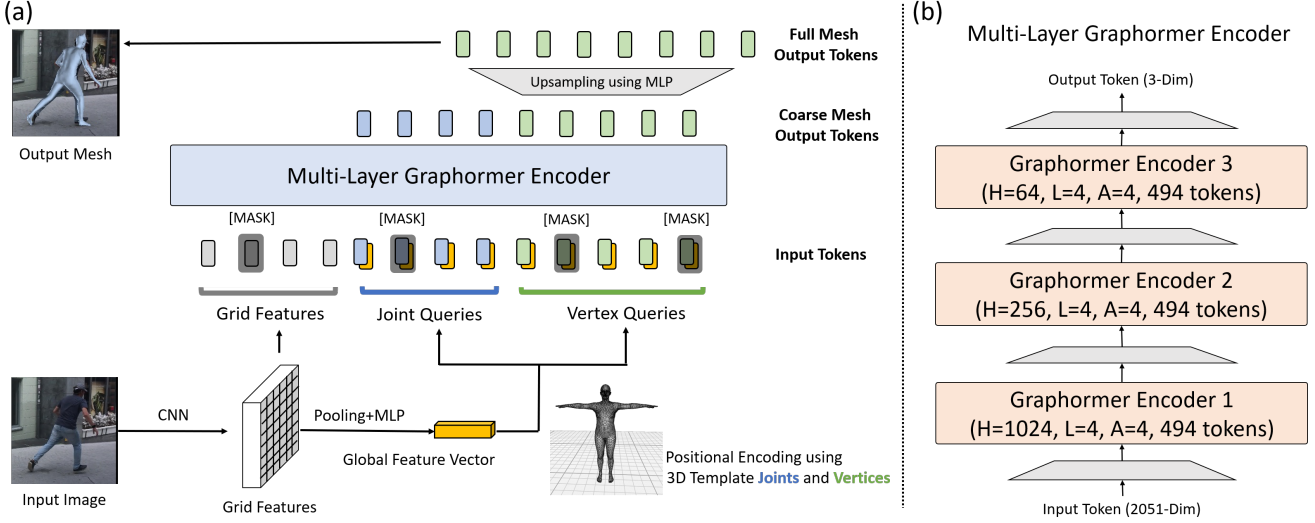 (a)
Full Mesh
Output Tokens
Upsampling using MLP
Coarse Mesh
Output Tokens
Output Mesh
Multi-Layer Graphormer Encoder
[MASK]
[MASK]
[MASK]
[MASK]
Input Tokens
Grid Features
Joint Queries
Vertex Queries
CNN
Pooling+MLP
Global Feature Vector
Positional Encoding using
3D Template Joints and Vertices
Input Image
Grid Features
(b)
Multi-Layer Graphormer Encoder
Output Token (3-Dim)
Graphormer Encoder 3
(H=64, L=4, A=4, 494 tokens)
Graphormer Encoder 2
(H=256, L=4, A=4, 494 tokens)
Graphormer Encoder 1
(H=1024, L=4, A=4, 494 tokens)
Input Token (2051-Dim)